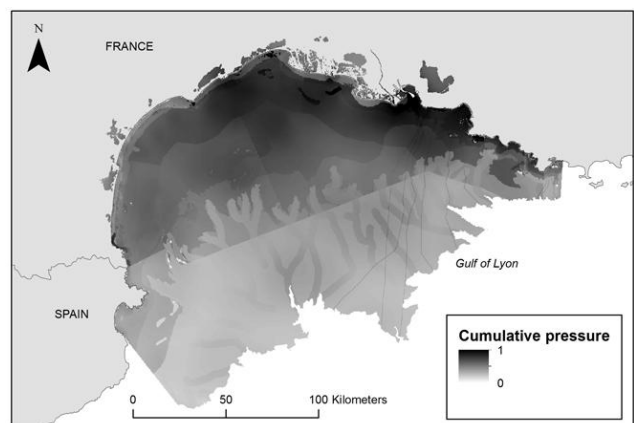 N
FRANCE
Gulf of Lyon
SPAIN
Cumulative pressure
1
0
0 50 100 Kilometers